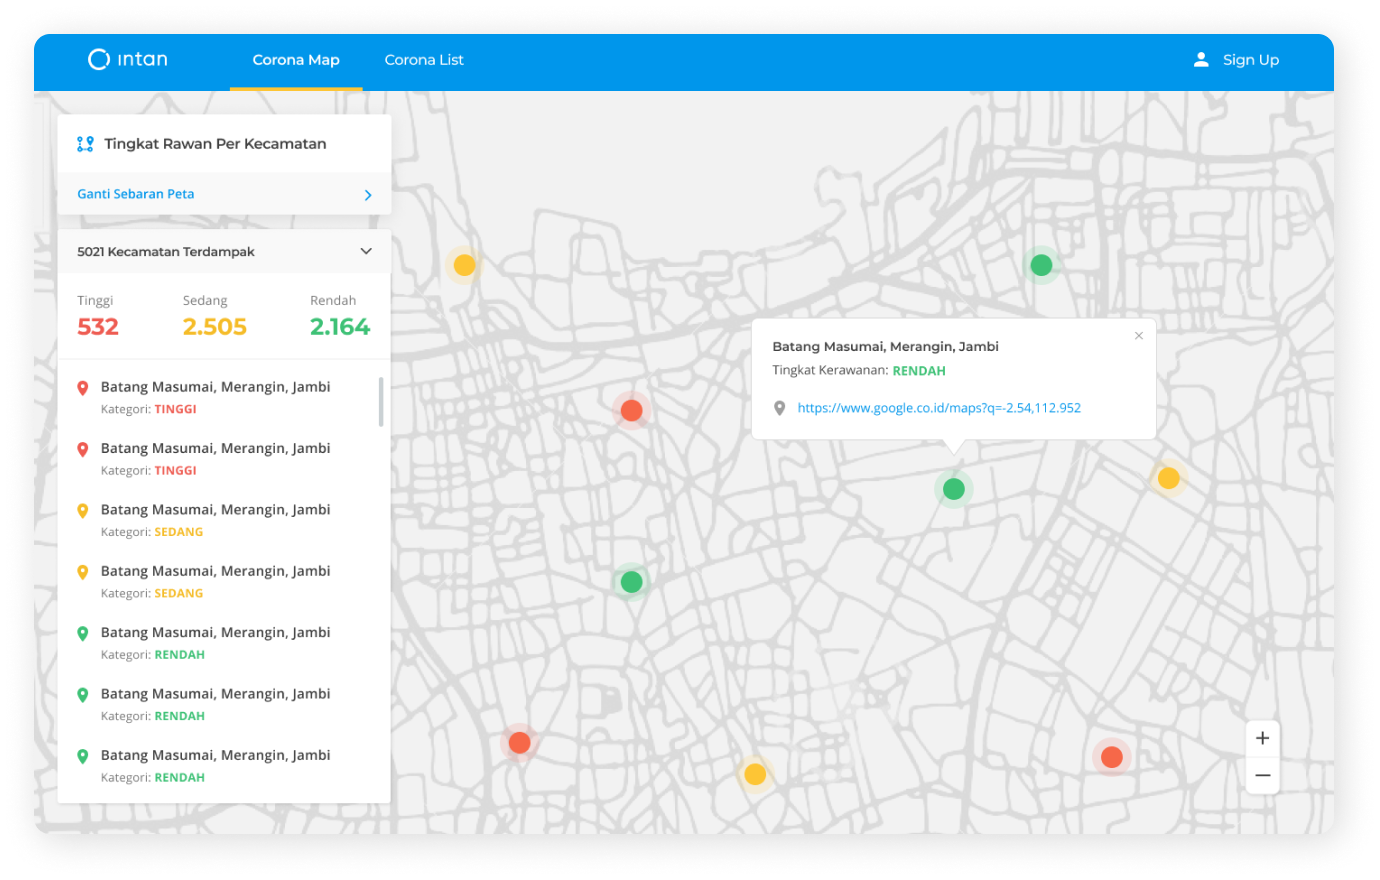 ıntan
Corona Map
Corona List
Sign Up
Tingkat Rawan Per Kecamatan
Ganti Sebaran Peta
5021 Kecamatan Terdampak
Tinggi
532
Sedang
2.505
Rendah
2.164
Batang Masumai, Merangin, Jambi
Kategori: TINGGI
Batang Masumai, Merangin, Jambi
Kategori: TINGGI
Batang Masumai, Merangin, Jambi
Kategori: SEDANG
Batang Masumai, Merangin, Jambi
Kategori: SEDANG
Batang Masumai, Merangin, Jambi
Kategori: RENDAH
Batang Masumai, Merangin, Jambi
Kategori: RENDAH
Batang Masumai, Merangin, Jambi
Kategori: RENDAH
Batang Masumai, Merangin, Jambi
Tingkat Kerawanan: RENDAH
https://www.google.co.id/maps?q=-2.54,112.952